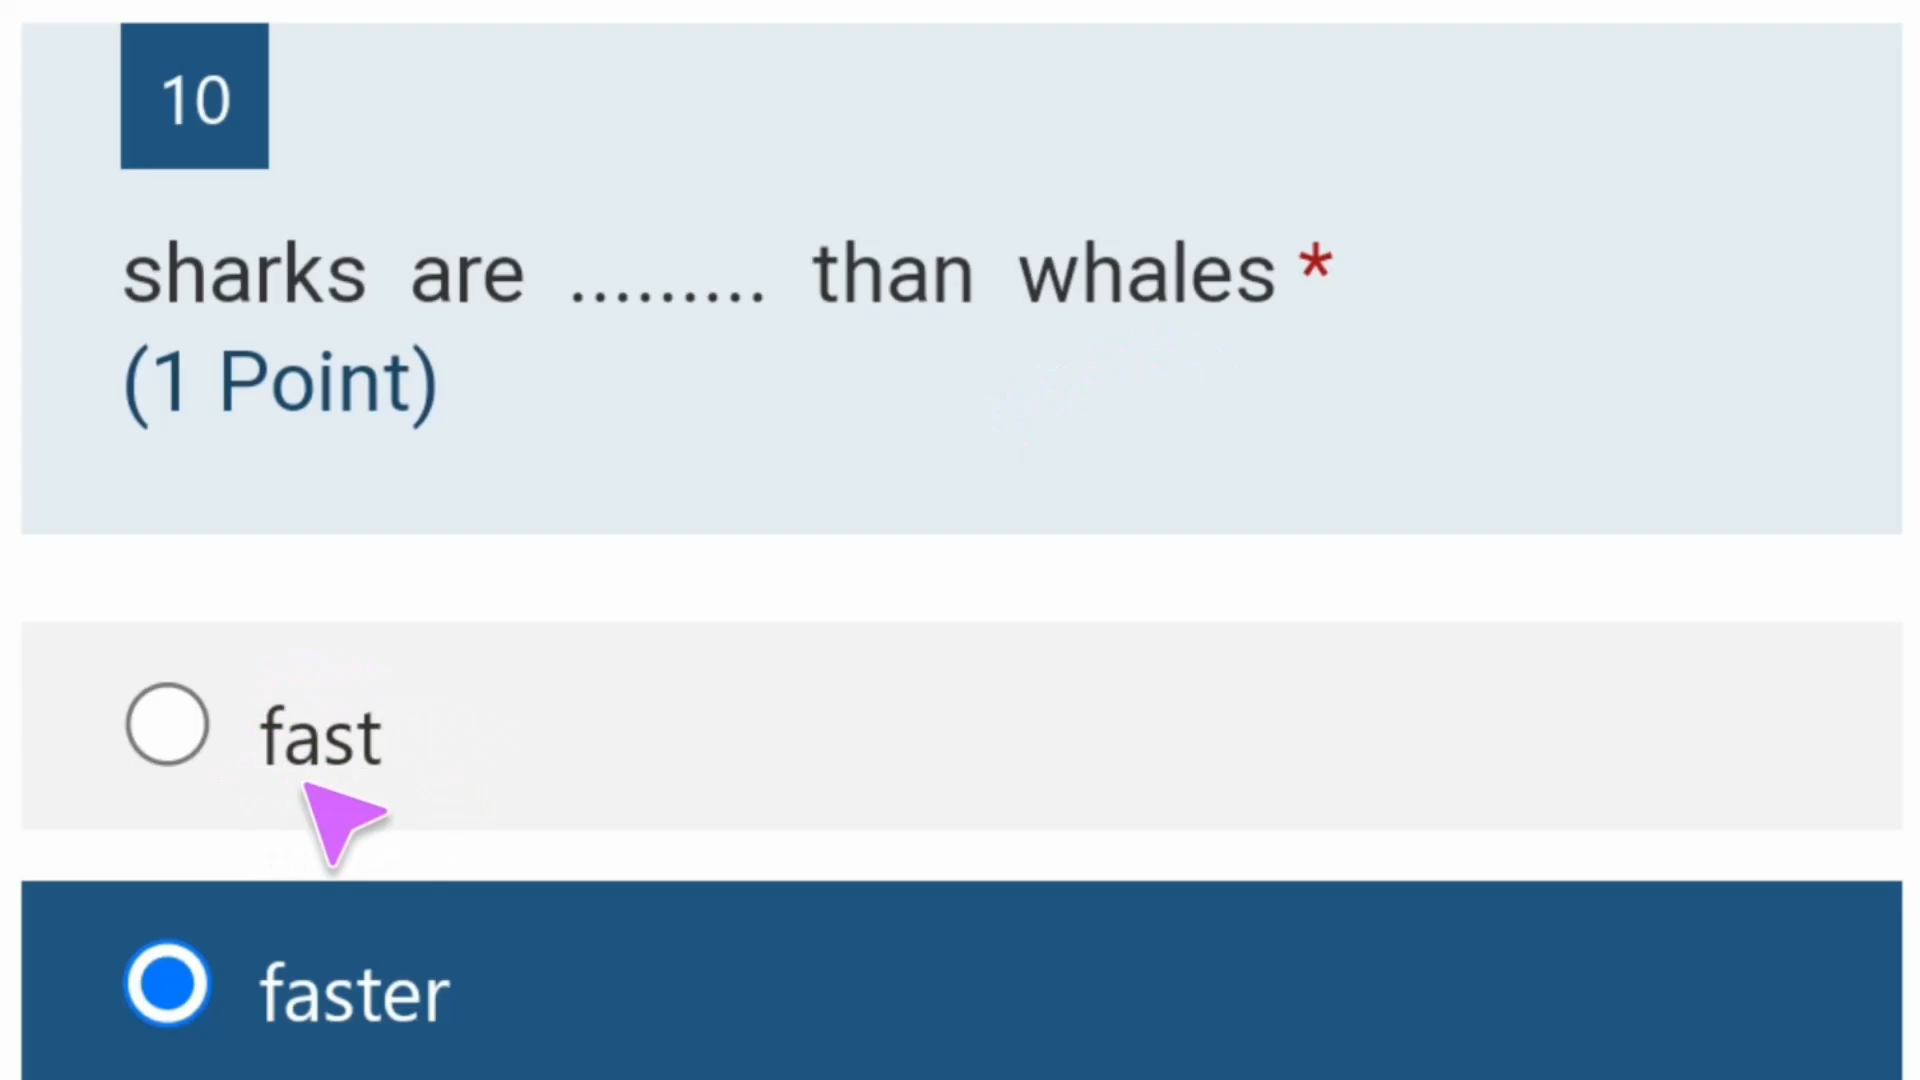 10
sharks are ......... than whales *
(1 Point)
fast
faster